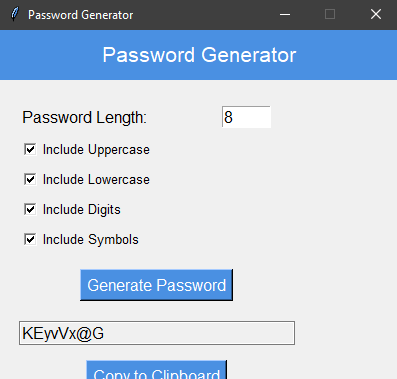 Password Generator
Password Generator
Password Length: 8
Include Uppercase
Include Lowercase
Include Digits
Include Symbols
Generate Password
KEyvVx@G
Copy to Clipboard